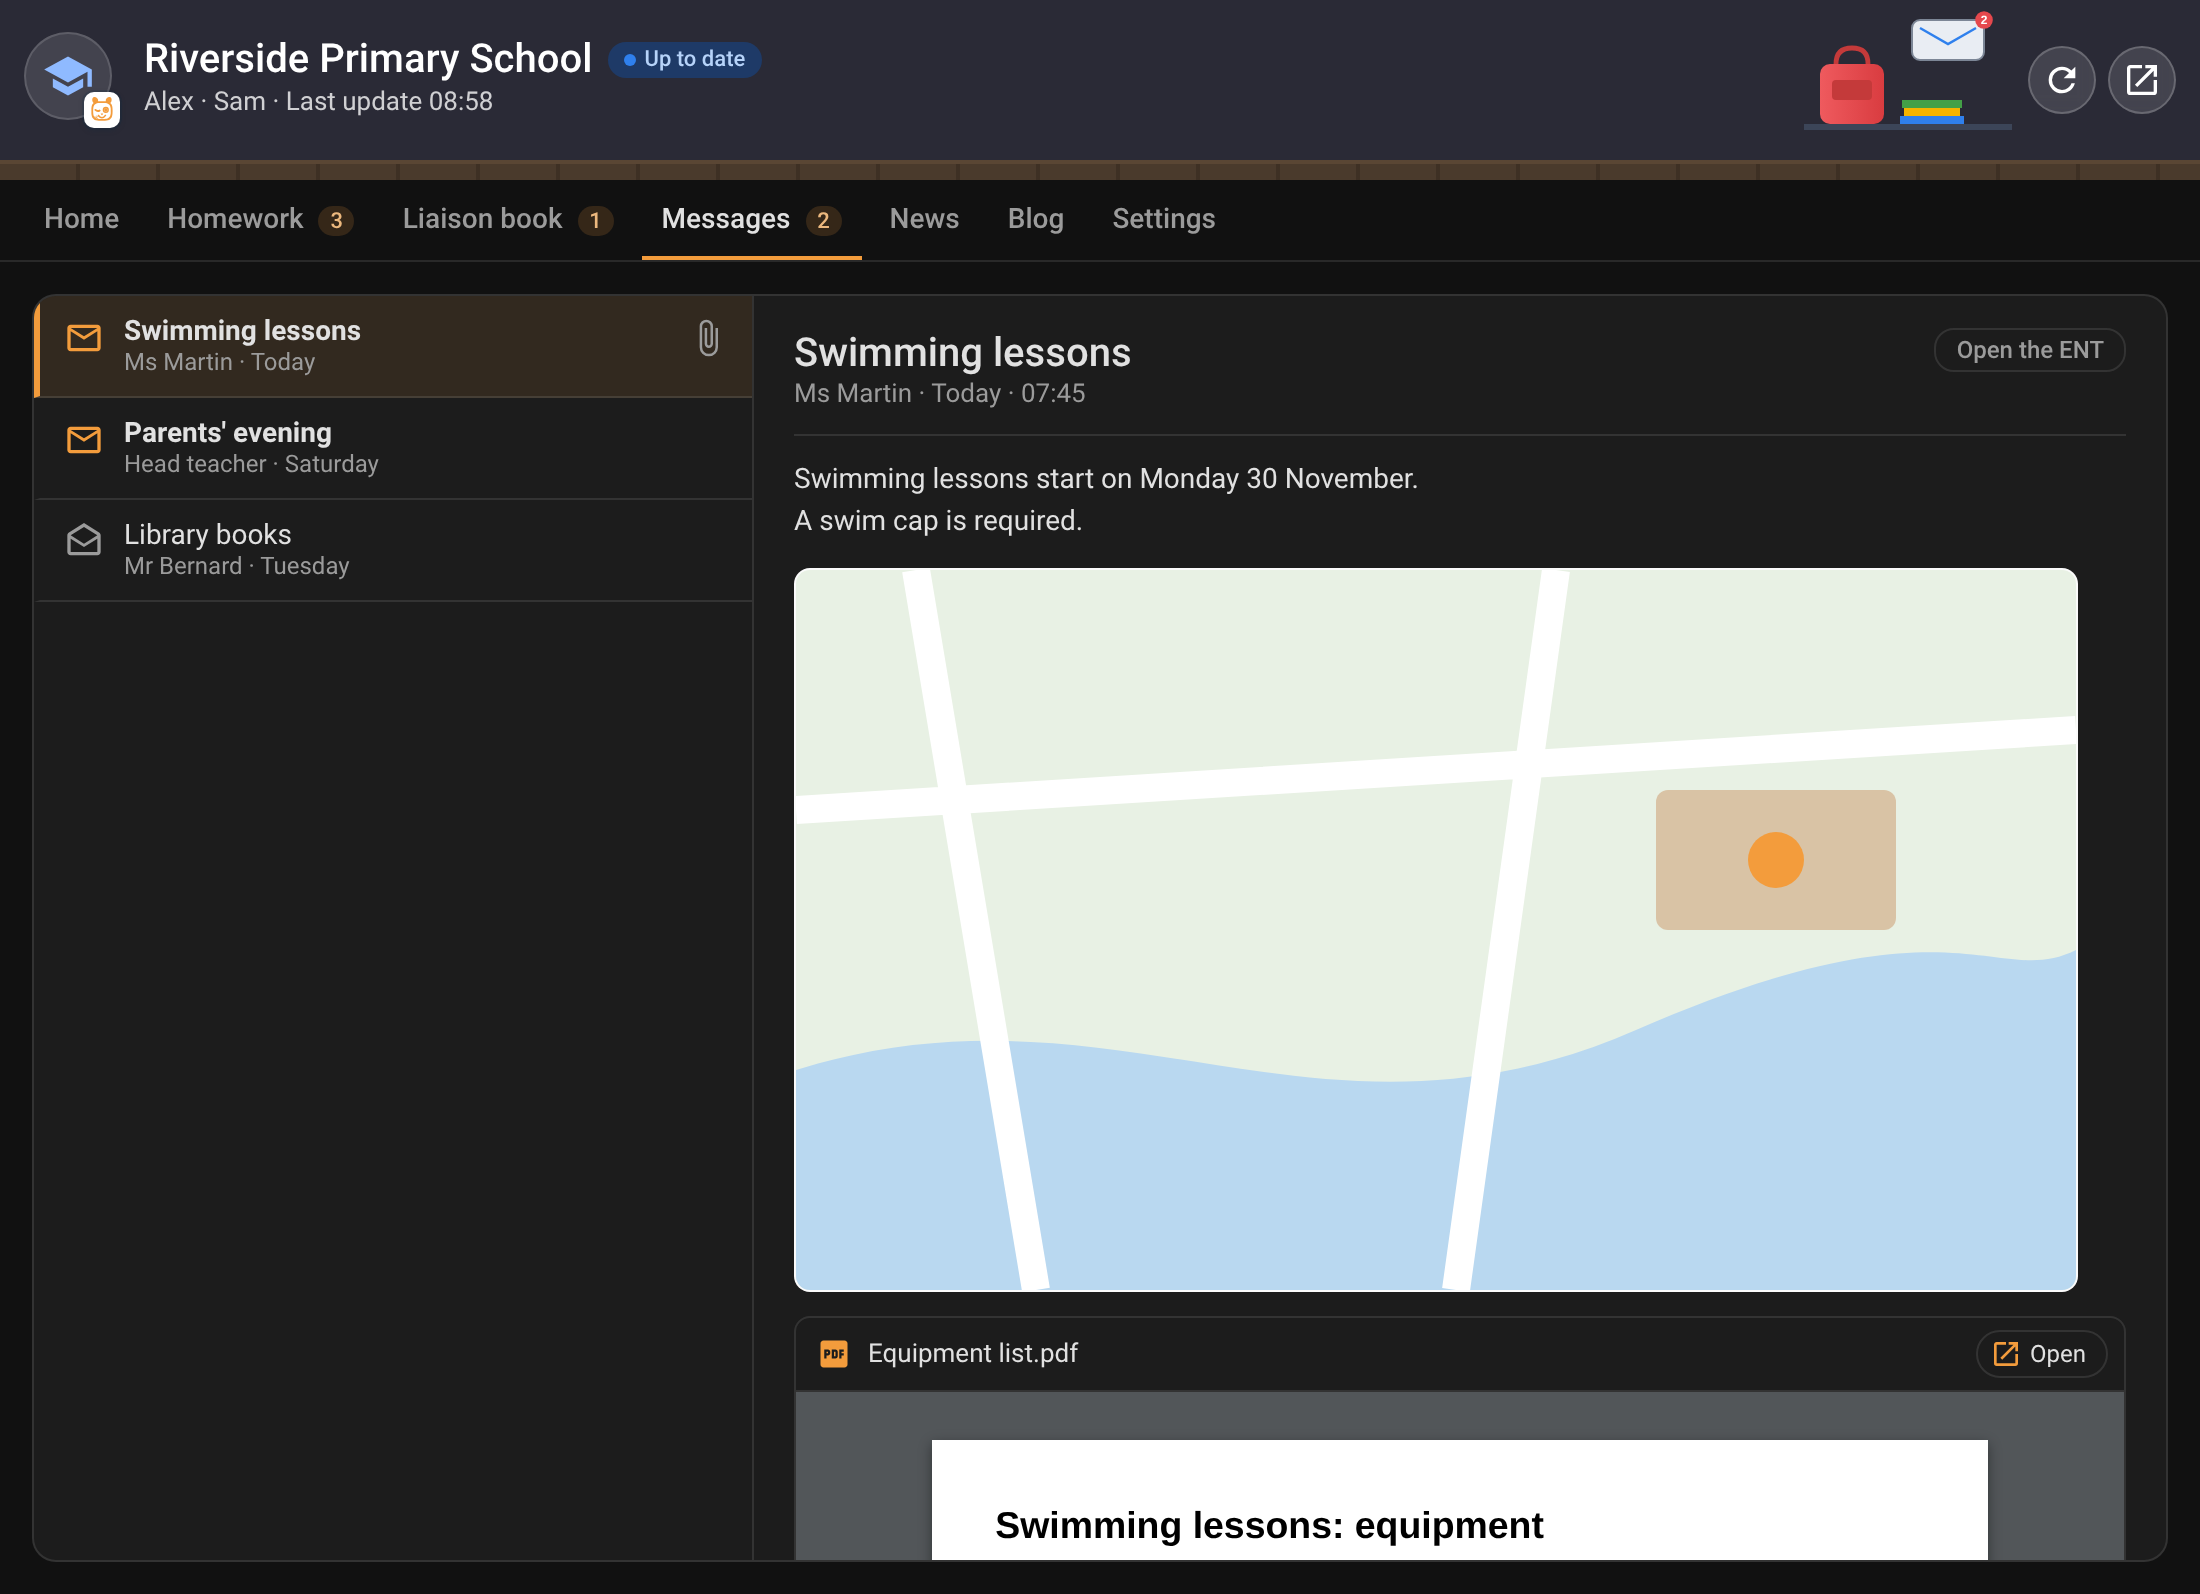 Riverside Primary School
Up to date
Alex · Sam · Last update 08:58
2
Home
Homework 3
Liaison book 1
Messages 2
News
Blog
Settings
Swimming lessons
Ms Martin · Today
Parents' evening
Head teacher · Saturday
Library books
Mr Bernard · Tuesday
Swimming lessons
Open the ENT
Ms Martin · Today · 07:45
Swimming lessons start on Monday 30 November.
A swim cap is required.
PDF
Equipment list.pdf
Open
Swimming lessons: equipment